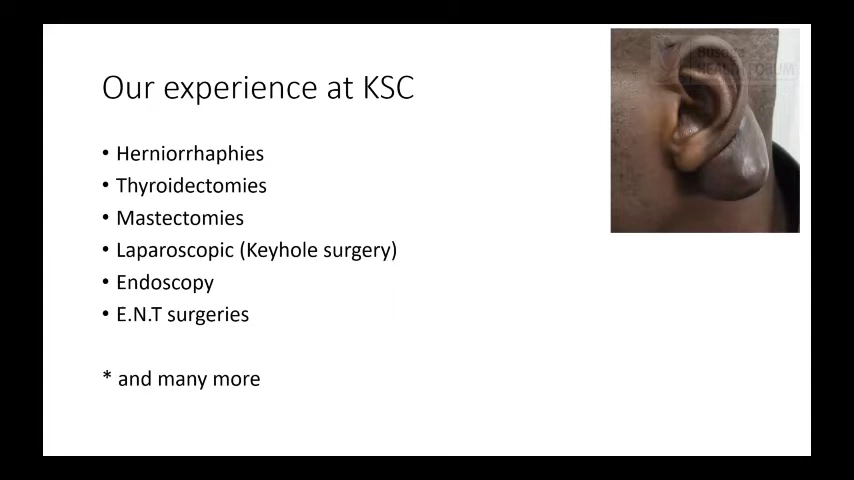 Our experience at KSC
• Herniorrhaphies
• Thyroidectomies
• Mastectomies
• Laparoscopic (Keyhole surgery)
• Endoscopy
• E.N.T surgeries
* and many more